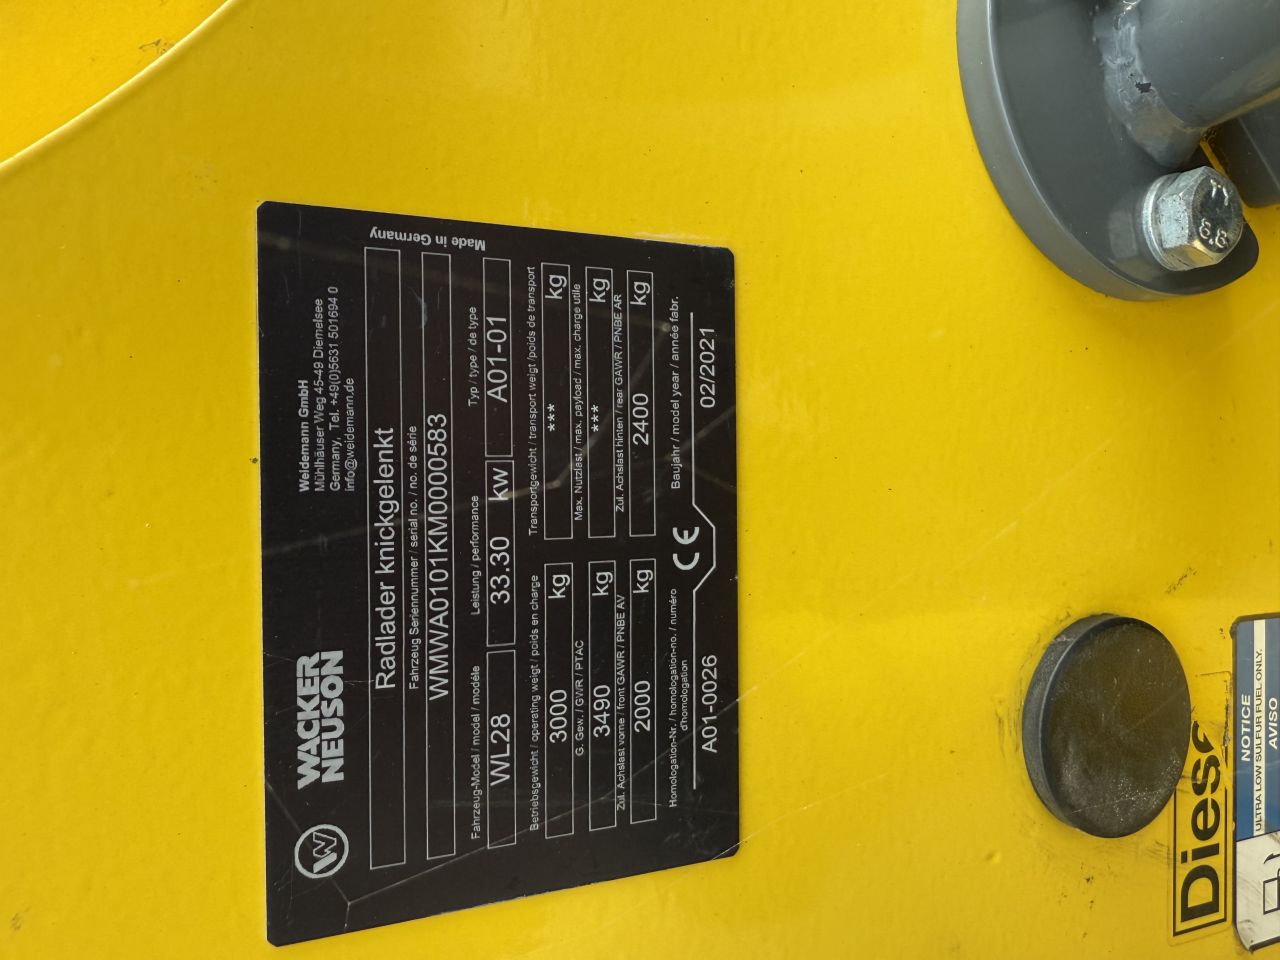 WACKER
NEUSON
Weidemann GmbH
Mühlhäuser Weg 45-49 Diemelsee
Germany, Tel. +49(0)5631 501694 0
info@weidemann.de
Made in Germany
Radlader knickgelenkt
Fahrzeug Seriennummer / serial no. / no. de série
WMWA0101KM0000583
Fahrzeug-Model / model / modèle
Leistung / performance
Typ / type / de type
WL28
33.30 kw
A01-01
Betriebsgewicht / operating weigt / poids en charge
Transportgewicht / transport weigt /poids de transport
3000 kg
*** kg
G. Gew. / GWR / PTAC
Max. Nutzlast / max. payload / max. charge utile
3490 kg
*** kg
Zul. Achslast vorne / front GAWR / PNBE AV
Zul. Achslast hinten / rear GAWR / PNBE AR
2000 kg
2400 kg
Homologation-Nr. / homologation-no. / numéro
d'homologation
Baujahr / model year / année fabr.
A01-0026
CE
02/2021
8.8
Diese
NOTICE
ULTRA LOW SULFUR FUEL ONLY.
AVISO